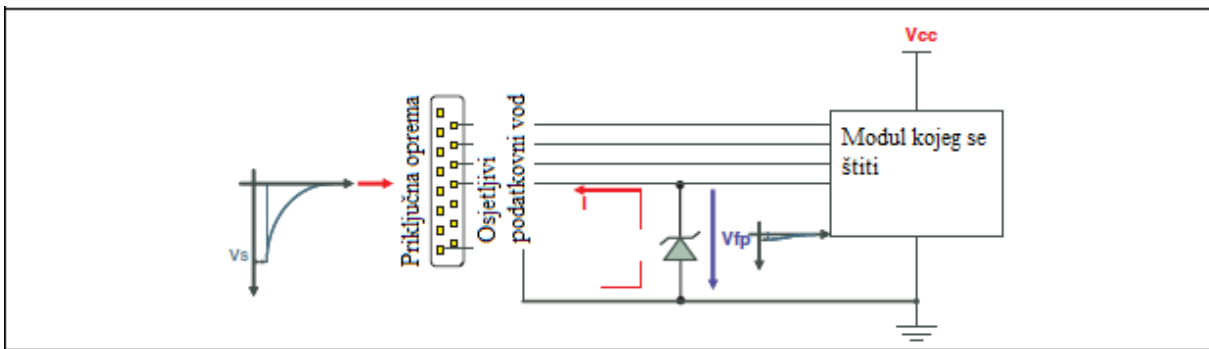 Vcc
Priključna oprema
Osjetljivi
podatkovni vod
Modul kojeg se
štiti
I
Vs
Vfp